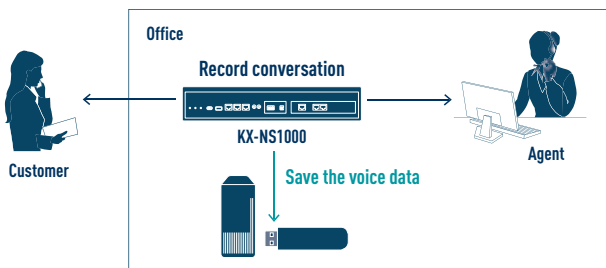 Office
Record conversation
KX-NS1000
Customer
Agent
Save the voice data